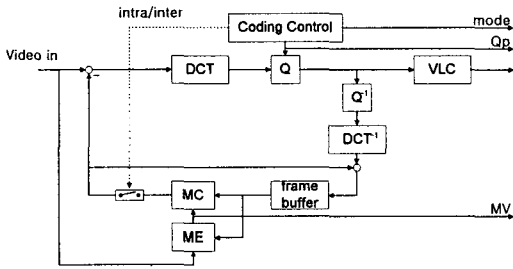 intra/inter
Coding Control
mode
Qp
Video in
DCT
Q
VLC
Q-1
DCT-1
MC
frame
buffer
MV
ME